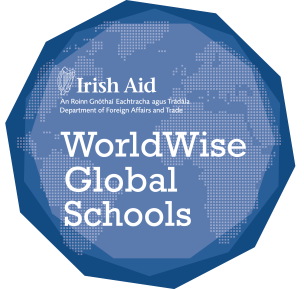 Irish Aid
An Roinn Gnóthaí Eachtracha agus Trádála
Department of Foreign Affairs and Trade
WorldWise
Global
Schools